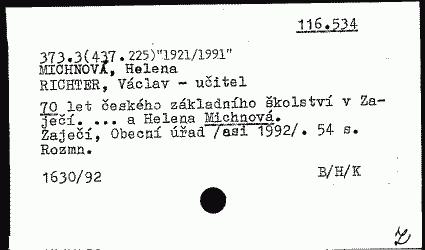 116.534
373.3(437.225)"1921/1991"
MICHNOVÁ, Helena
RICHTER, Václav - učitel
70 let českého základního školství v Za-
ječí. ... a Helena Michnová.
Zaječí, Obecní úřad /asi 1992/. 54 s.
Rozmn.
1630/92
B/H/K